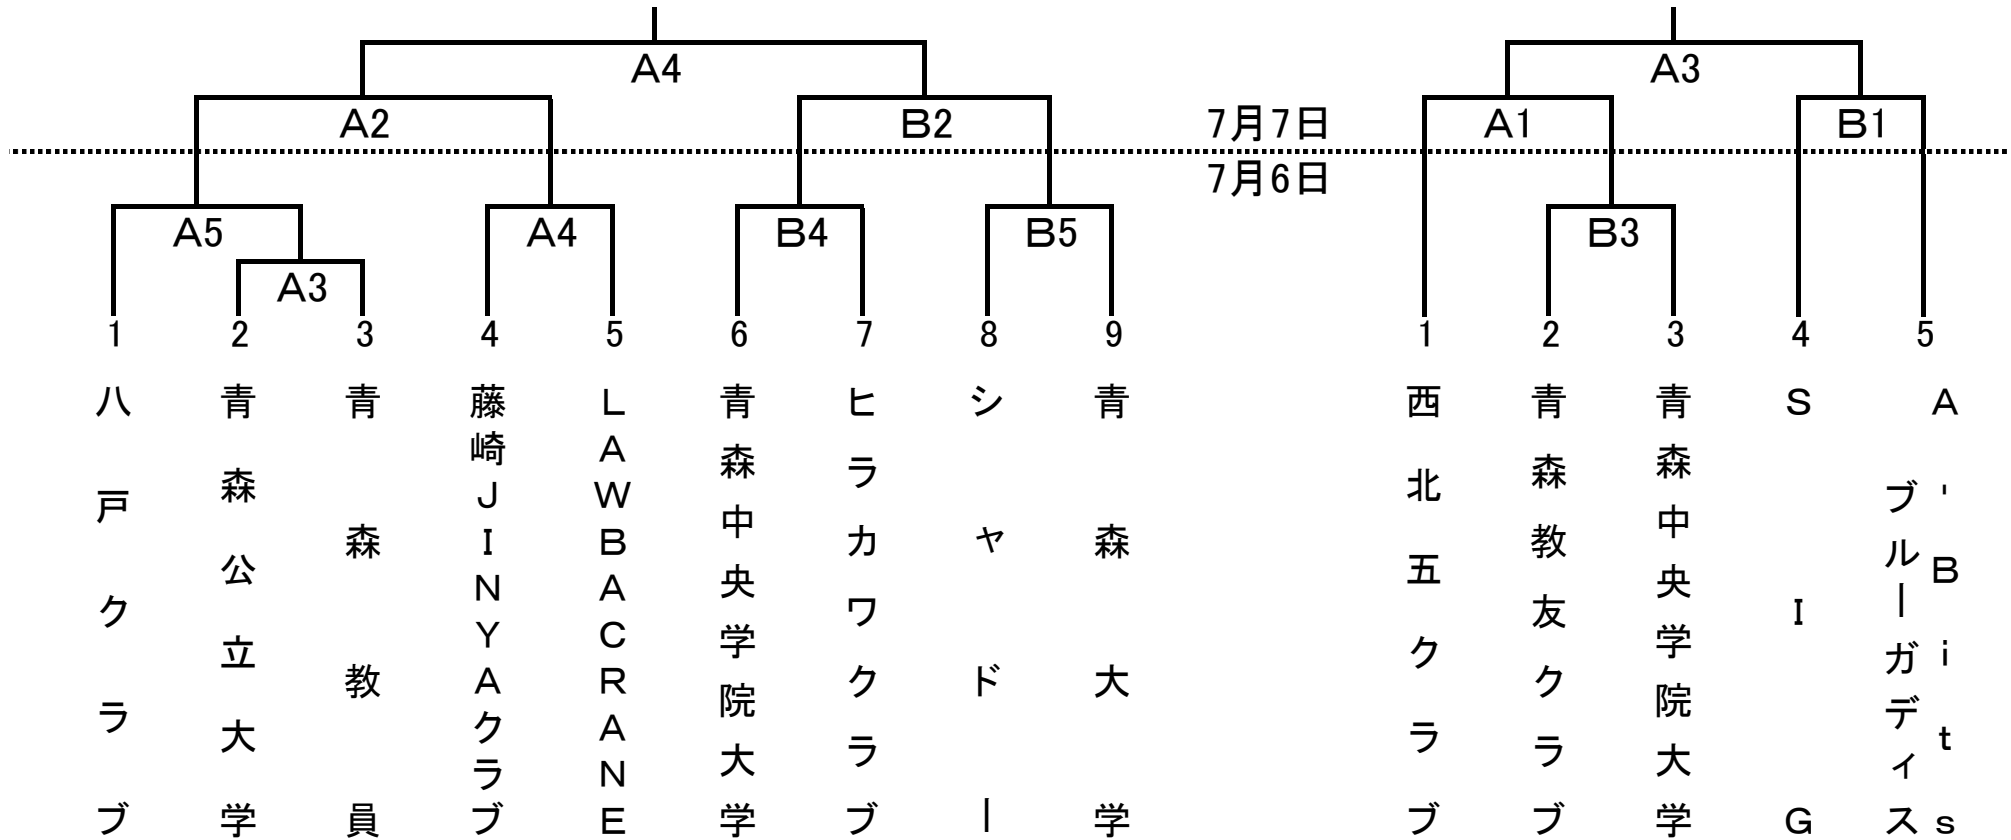 A4
A3
A2
B2
7月7日
A1
B1
7月6日
A5
A4
B4
B5
B3
A3
1
2
3
4
5
6
7
8
9
1
2
3
4
5
八戸クラブ
青森公立大学
青森教員
藤崎JINYAクラブ
LAWBACRANE
青森中央学院大学
ヒラカワクラブ
シャドー
青森大学
西北五クラブ
青森教友クラブ
青森中央学院大学
SIG
A'Bits
ブルーガディス